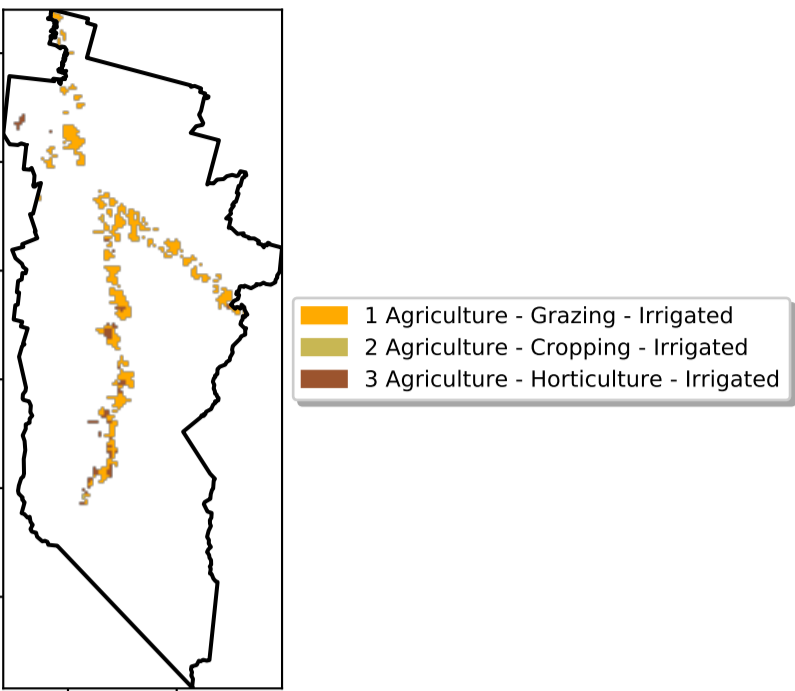 1 Agriculture - Grazing - Irrigated
2 Agriculture - Cropping - Irrigated
3 Agriculture - Horticulture - Irrigated